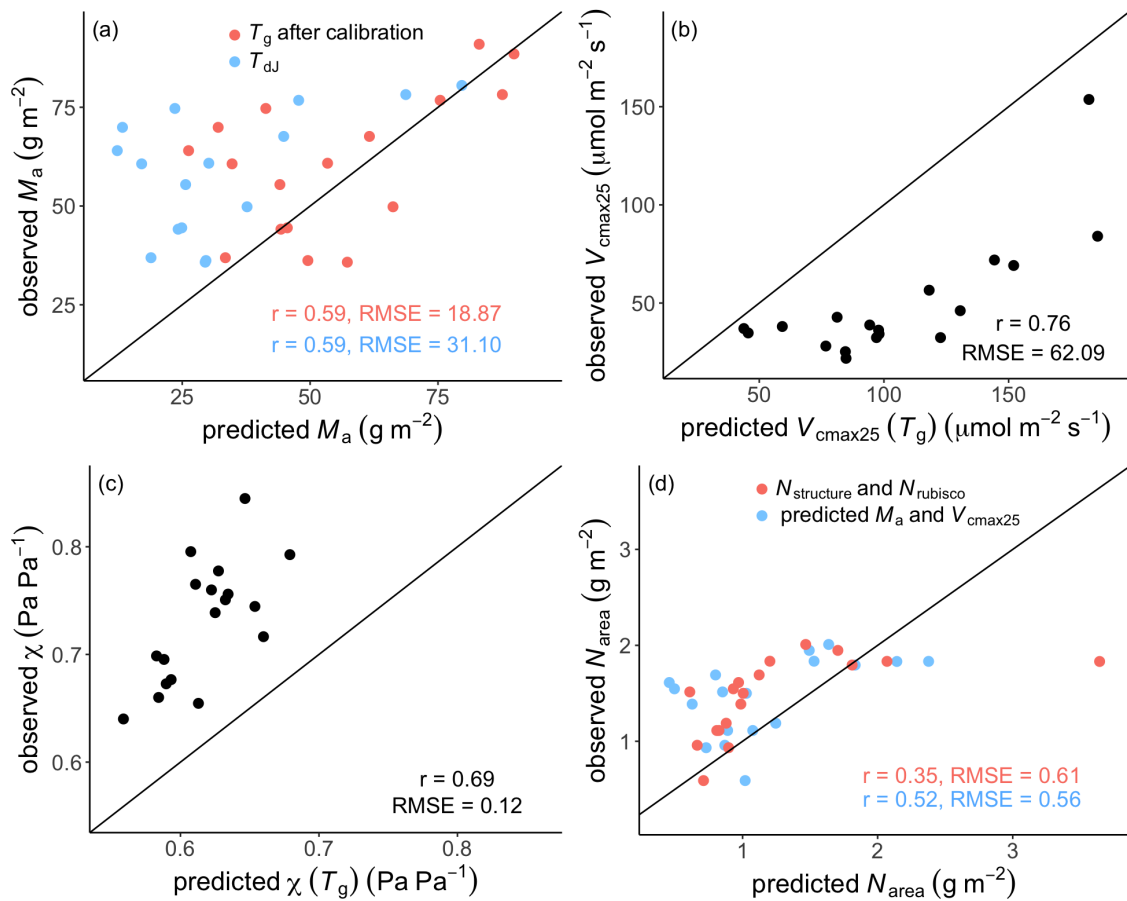 (a)
T_g after calibration
T_dJ
observed M_a (g m⁻²)
75
50
25
r = 0.59, RMSE = 18.87
r = 0.59, RMSE = 31.10
25
50
75
predicted M_a (g m⁻²)
(b)
observed V_cmax25 (μmol m⁻² s⁻¹)
150
100
50
r = 0.76
RMSE = 62.09
50
100
150
predicted V_cmax25 (T_g) (μmol m⁻² s⁻¹)
(c)
observed χ (Pa Pa⁻¹)
0.8
0.7
0.6
r = 0.69
RMSE = 0.12
0.6
0.7
0.8
predicted χ (T_g) (Pa Pa⁻¹)
(d)
N_structure and N_rubisco
predicted M_a and V_cmax25
observed N_area (g m⁻²)
3
2
1
r = 0.35, RMSE = 0.61
r = 0.52, RMSE = 0.56
1
2
3
predicted N_area (g m⁻²)